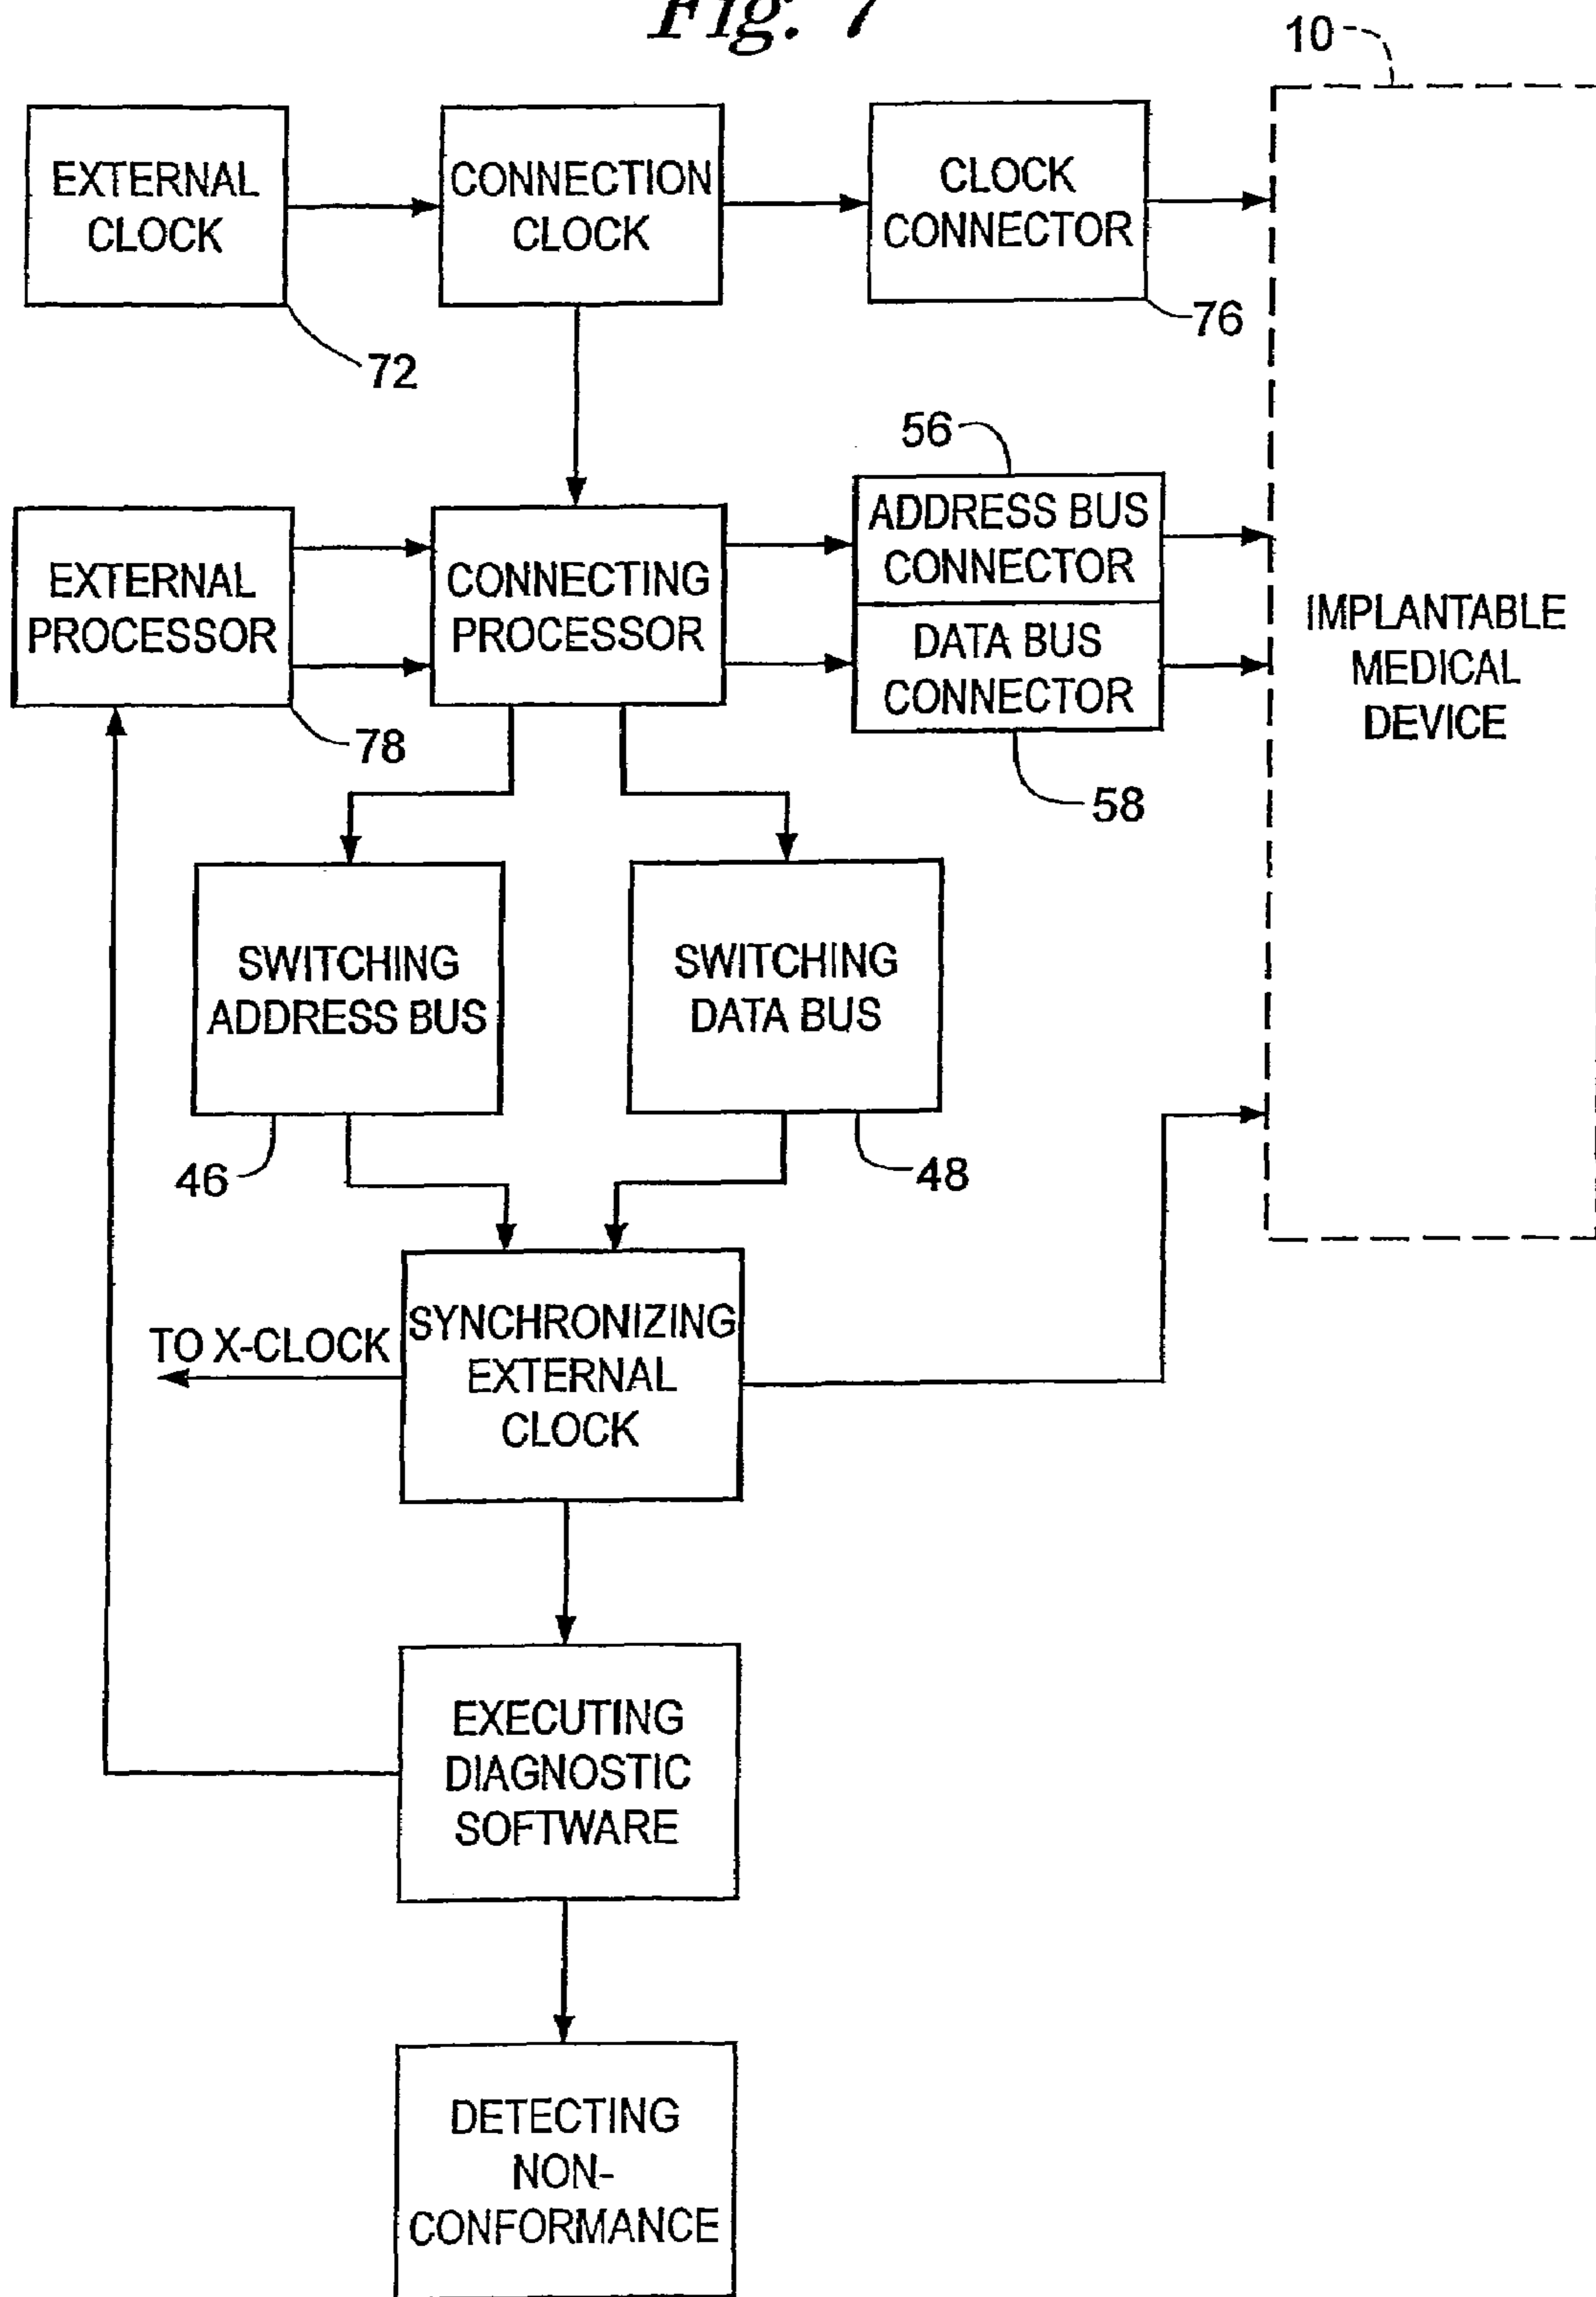 Fig. 7
10
EXTERNAL
CLOCK
72
CONNECTION
CLOCK
CLOCK
CONNECTOR
76
EXTERNAL
PROCESSOR
78
CONNECTING
PROCESSOR
56
ADDRESS BUS
CONNECTOR
DATA BUS
CONNECTOR
58
IMPLANTABLE
MEDICAL
DEVICE
SWITCHING
ADDRESS BUS
46
SWITCHING
DATA BUS
48
TO X-CLOCK
SYNCHRONIZING
EXTERNAL
CLOCK
EXECUTING
DIAGNOSTIC
SOFTWARE
DETECTING
NON-
CONFORMANCE